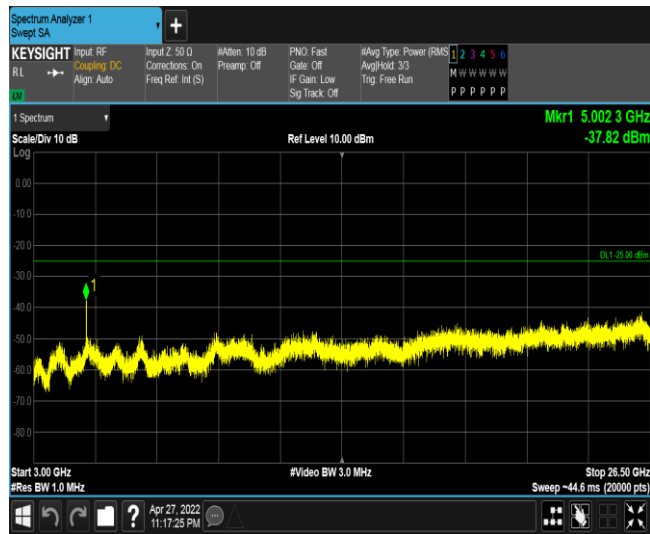 Spectrum Analyzer 1
Swept SA
+
KEYSIGHT
RL
Input: RF
Coupling: DC
Align: Auto
Input Z: 50 Ω
Corrections: On
Freq Ref: Int (S)
#Atten: 10 dB
Preamp: Off
PNO: Fast
Gate: Off
IF Gain: Low
Sig Track: Off
#Avg Type: Power (RMS
Avg|Hold: 3/3
Trig: Free Run
1 2 3 4 5 6
M W W W W W
P P P P P P
1 Spectrum
Mkr1 5.002 3 GHz
Scale/Div 10 dB
Ref Level 10.00 dBm
-37.82 dBm
Log
0.00
-10.0
-20.0
DL1 -25.00 dBm
-30.0
1
-40.0
-50.0
-60.0
-70.0
-80.0
Start 3.00 GHz
#Video BW 3.0 MHz
Stop 26.50 GHz
#Res BW 1.0 MHz
Sweep ~44.6 ms (20000 pts)
?
Apr 27, 2022
11:17:25 PM